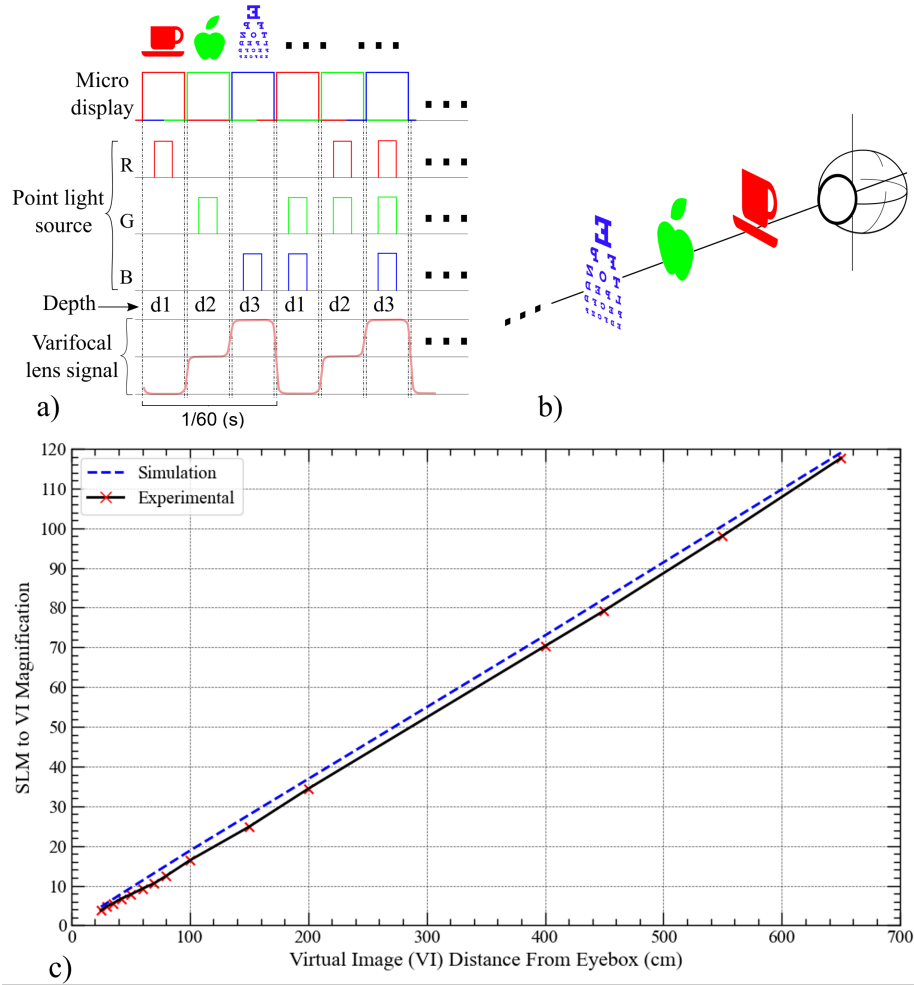 E
F P
T O Z
L P E D
Micro
display
R
Point light
source
G
B
Depth
d1 d2 d3 d1 d2 d3
Varifocal
lens signal
a)
1/60 (s)
E
b)
120
110
100
90
80
70
60
50
40
30
20
10
0
Simulation
Experimental
SLM to VI Magnification
0 100 200 300 400 500 600 700
Virtual Image (VI) Distance From Eyebox (cm)
c)